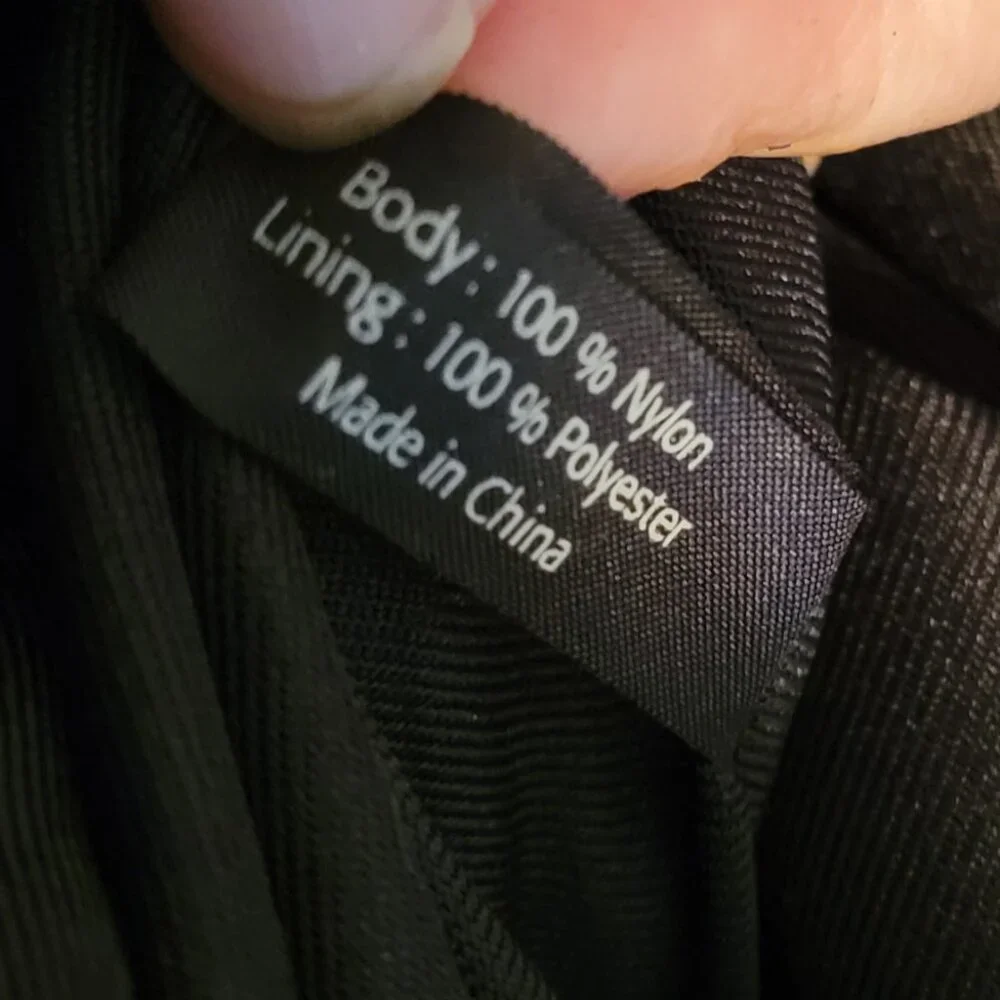 Body : 100 % Nylon
Lining : 100 % Polyester
Made in China